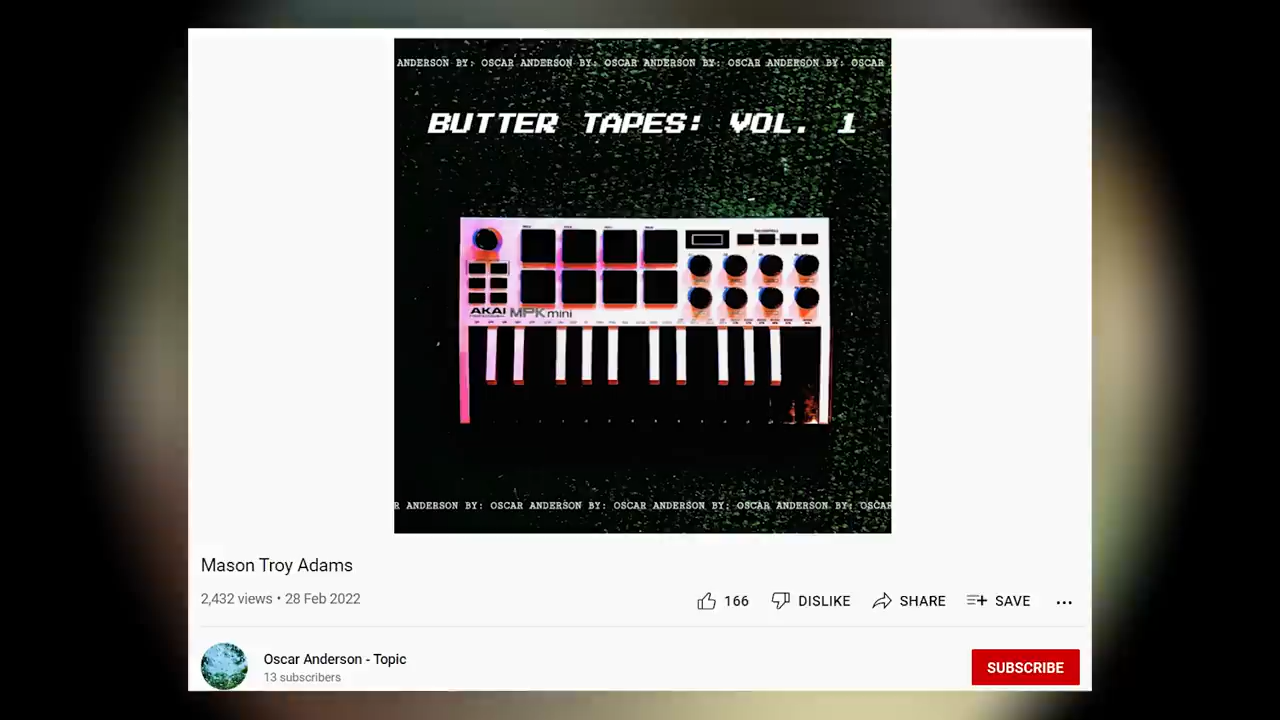 ANDERSON BY: OSCAR ANDERSON BY: OSCAR ANDERSON BY: OSCAR ANDERSON BY: OSCAR
BUTTER TAPES: VOL. 1
AKAI MPK mini
R ANDERSON BY: OSCAR ANDERSON BY: OSCAR ANDERSON BY: OSCAR ANDERSON BY: OSCAR
Mason Troy Adams
2,432 views • 28 Feb 2022
166 DISLIKE SHARE SAVE ...
Oscar Anderson - Topic
13 subscribers
SUBSCRIBE